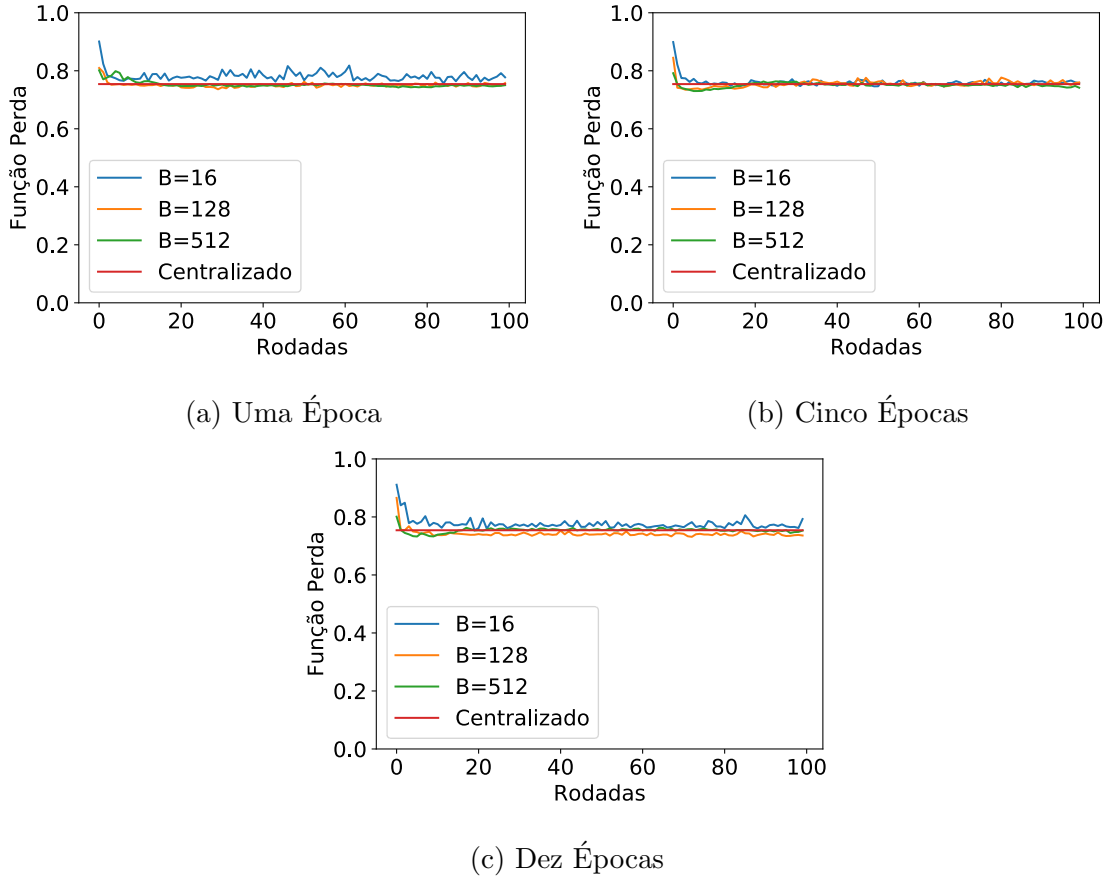 1.0
0.8
0.6
0.4
0.2
0.0
Função Perda
B=16
B=128
B=512
Centralizado
0 20 40 60 80 100
Rodadas
(a) Uma Época
1.0
0.8
0.6
0.4
0.2
0.0
Função Perda
B=16
B=128
B=512
Centralizado
0 20 40 60 80 100
Rodadas
(b) Cinco Épocas
1.0
0.8
0.6
0.4
0.2
0.0
Função Perda
B=16
B=128
B=512
Centralizado
0 20 40 60 80 100
Rodadas
(c) Dez Épocas